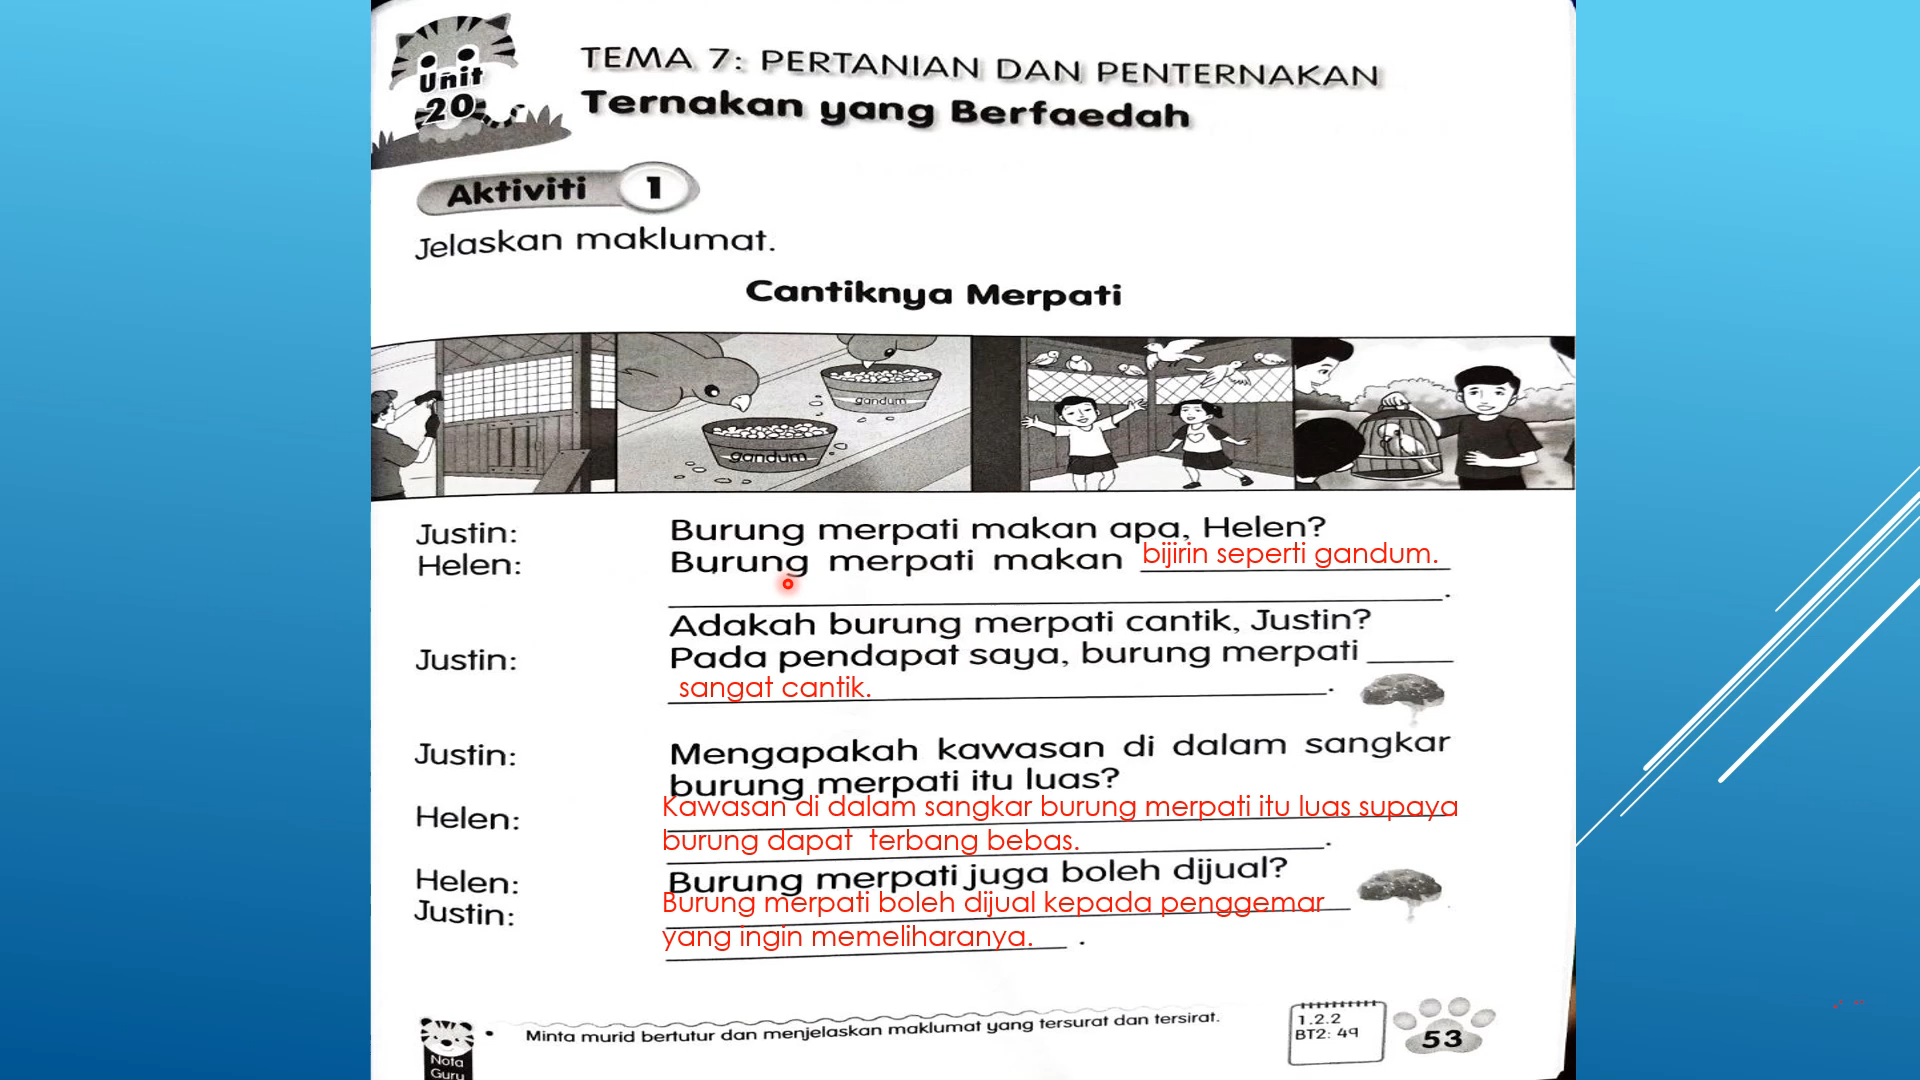 Unit
20
TEMA 7: PERTANIAN DAN PENTERNAKAN
Ternakan yang Berfaedah
Aktiviti 1
Jelaskan maklumat.
Cantiknya Merpati
gandum
gandum
Justin: Burung merpati makan apa, Helen?
Helen: Burung merpati makan bijirin seperti gandum.
.
Adakah burung merpati cantik, Justin?
Justin: Pada pendapat saya, burung merpati
sangat cantik. .
Justin: Mengapakah kawasan di dalam sangkar
burung merpati itu luas?
Helen: Kawasan di dalam sangkar burung merpati itu luas supaya
burung dapat terbang bebas. .
Helen: Burung merpati juga boleh dijual?
Justin: Burung merpati boleh dijual kepada penggemar
yang ingin memeliharanya. .
Nota
Guru
• Minta murid bertutur dan menjelaskan maklumat yang tersurat dan tersirat.
1.2.2
BT2: 49
53